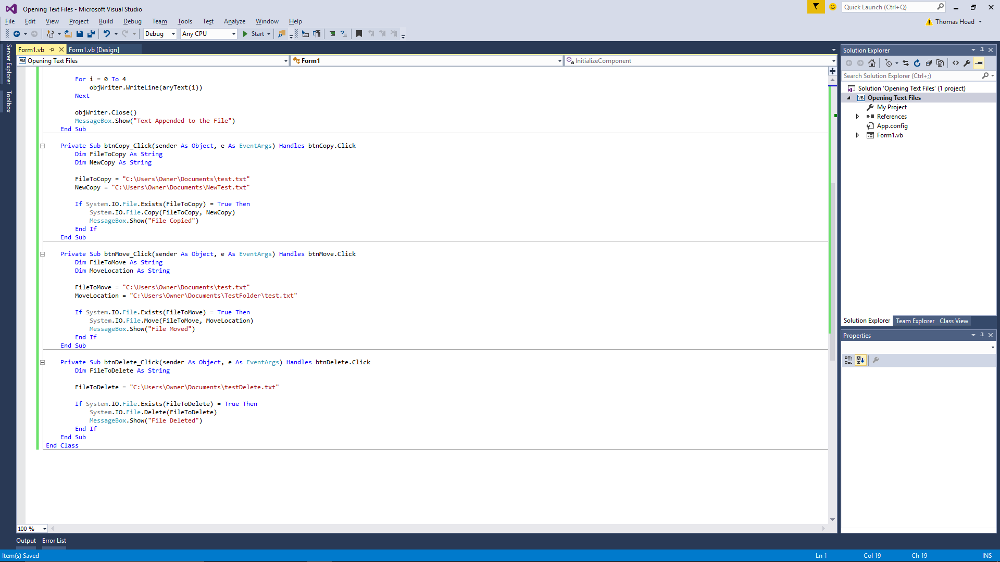 Opening Text Files - Microsoft Visual Studio
Quick Launch (Ctrl+Q)
File Edit View Project Build Debug Team Tools Test Analyze Window Help
Thomas Hoad
Debug Any CPU Start
Server Explorer
Toolbox
Form1.vb Form1.vb [Design]
VB Opening Text Files Form1 InitializeComponent
For i = 0 To 4
objWriter.WriteLine(aryText(i))
Next
objWriter.Close()
MessageBox.Show("Text Appended to the File")
End Sub
Private Sub btnCopy_Click(sender As Object, e As EventArgs) Handles btnCopy.Click
Dim FileToCopy As String
Dim NewCopy As String
FileToCopy = "C:\Users\Owner\Documents\test.txt"
NewCopy = "C:\Users\Owner\Documents\NewTest.txt"
If System.IO.File.Exists(FileToCopy) = True Then
System.IO.File.Copy(FileToCopy, NewCopy)
MessageBox.Show("File Copied")
End If
End Sub
Private Sub btnMove_Click(sender As Object, e As EventArgs) Handles btnMove.Click
Dim FileToMove As String
Dim MoveLocation As String
FileToMove = "C:\Users\Owner\Documents\test.txt"
MoveLocation = "C:\Users\Owner\Documents\TestFolder\test.txt"
If System.IO.File.Exists(FileToMove) = True Then
System.IO.File.Move(FileToMove, MoveLocation)
MessageBox.Show("File Moved")
End If
End Sub
Private Sub btnDelete_Click(sender As Object, e As EventArgs) Handles btnDelete.Click
Dim FileToDelete As String
FileToDelete = "C:\Users\Owner\Documents\testDelete.txt"
If System.IO.File.Exists(FileToDelete) = True Then
System.IO.File.Delete(FileToDelete)
MessageBox.Show("File Deleted")
End If
End Sub
End Class
100 %
Solution Explorer
Search Solution Explorer (Ctrl+;)
Solution 'Opening Text Files' (1 project)
VB Opening Text Files
My Project
References
App.config
Form1.vb
Solution Explorer Team Explorer Class View
Properties
Output Error List
Item(s) Saved Ln 1 Col 19 Ch 19 INS